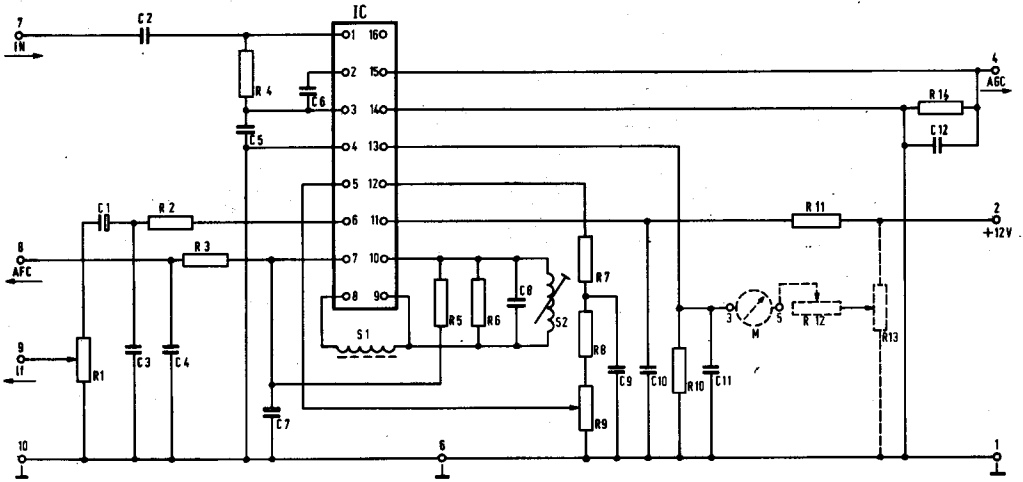 IC
C2
7
IN
1 16
4
AGC
2 15
R4
C6
3 14
R14
C12
C5
4 13
5 12
C1
R2
6 11
R11
2
+12V
8
AFC
R3
7 10
R7
8 9
C8
S2
S1
R5
R6
3
M
5
R12
R13
9
lf
R1
C3
C4
R8
C9
C10
R10
C11
C7
R9
10
6
1